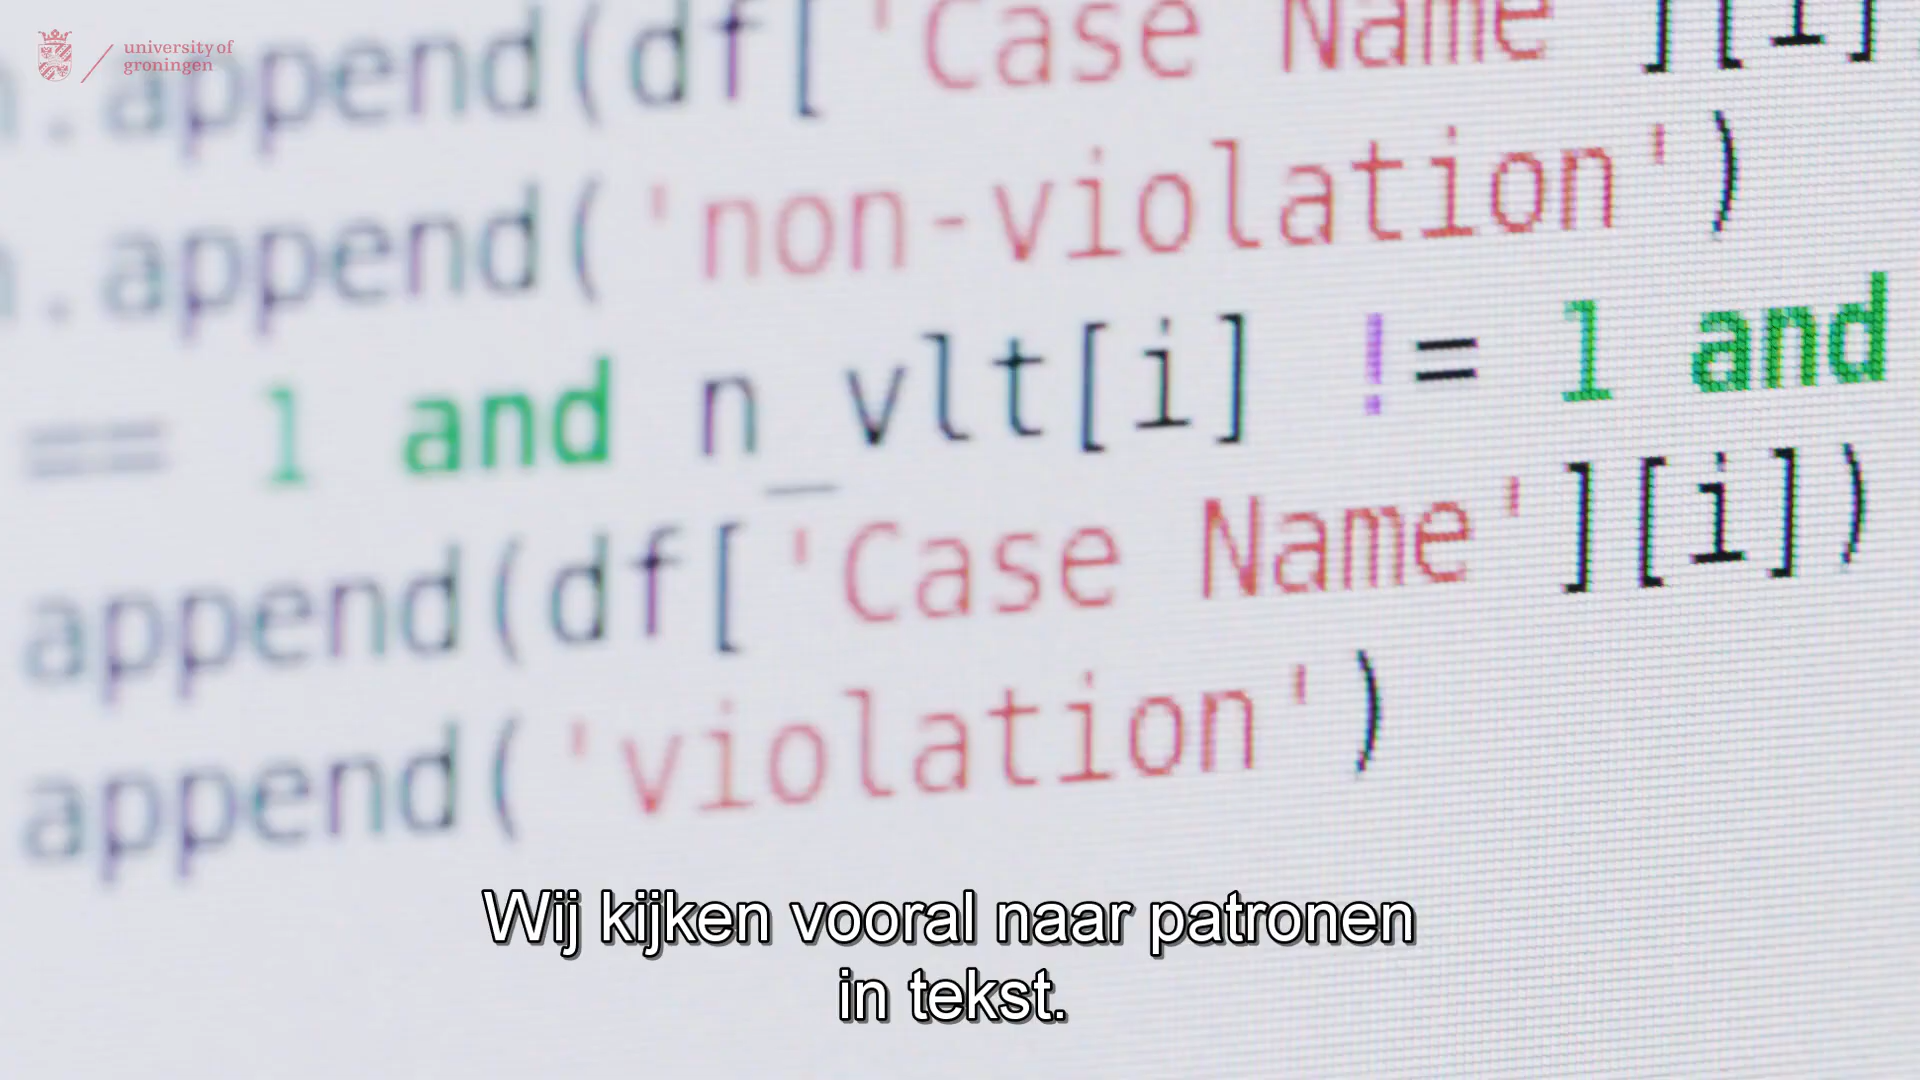 university of
groningen
.append(df['Case Name'][i]
.append('non-violation')
== 1 and n_vlt[i] != 1 and
append(df['Case Name'][i])
append('violation')
Wij kijken vooral naar patronen
in tekst.